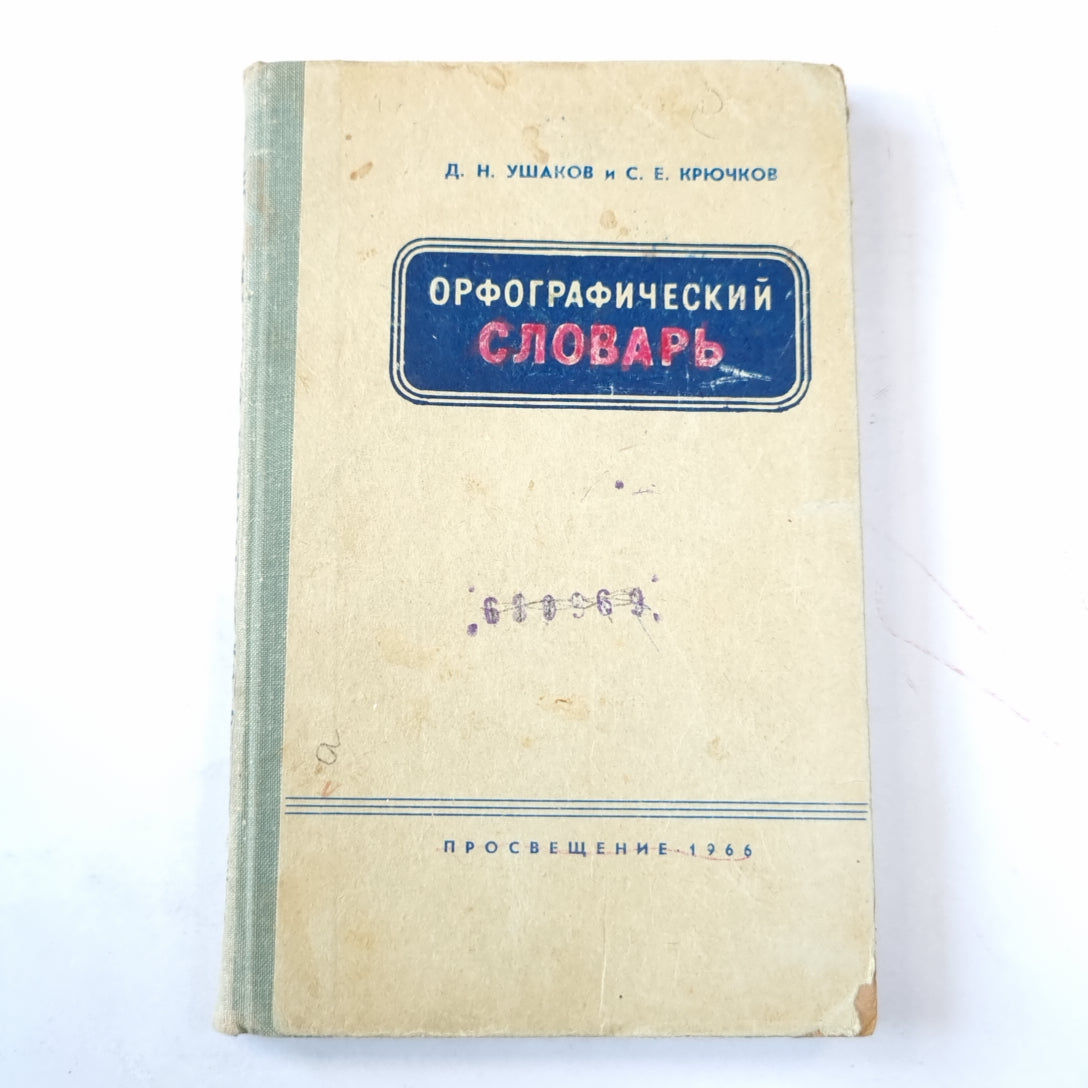 Д. Н. УШАКОВ и С. Е. КРЮЧКОВ
ОРФОГРАФИЧЕСКИЙ
СЛОВАРЬ
а
ПРОСВЕЩЕНИЕ·1966